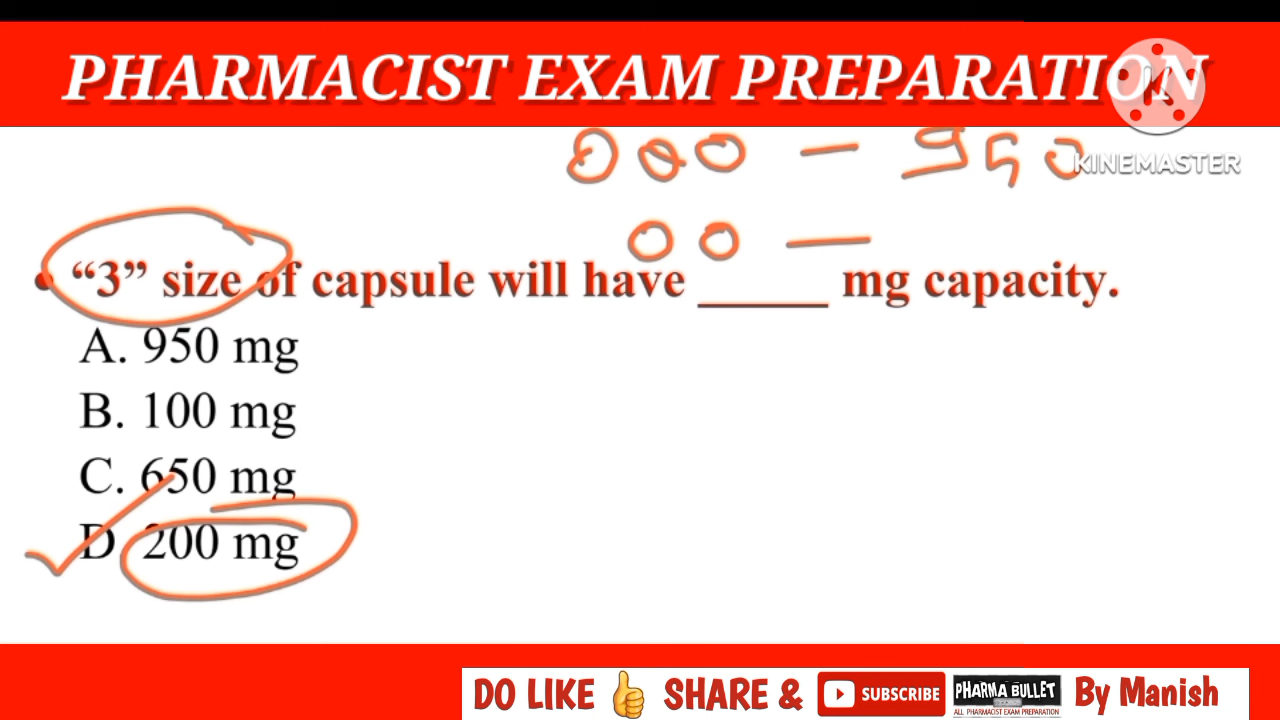 PHARMACIST EXAM PREPARATION
KINEMASTER
000 - 950
00 -
• “3” size of capsule will have _____ mg capacity.
A. 950 mg
B. 100 mg
C. 650 mg
D. 200 mg
DO LIKE 👍 SHARE & SUBSCRIBE PHARMA BULLET By Manish
ALL PHARMACIST EXAM PREPARATION